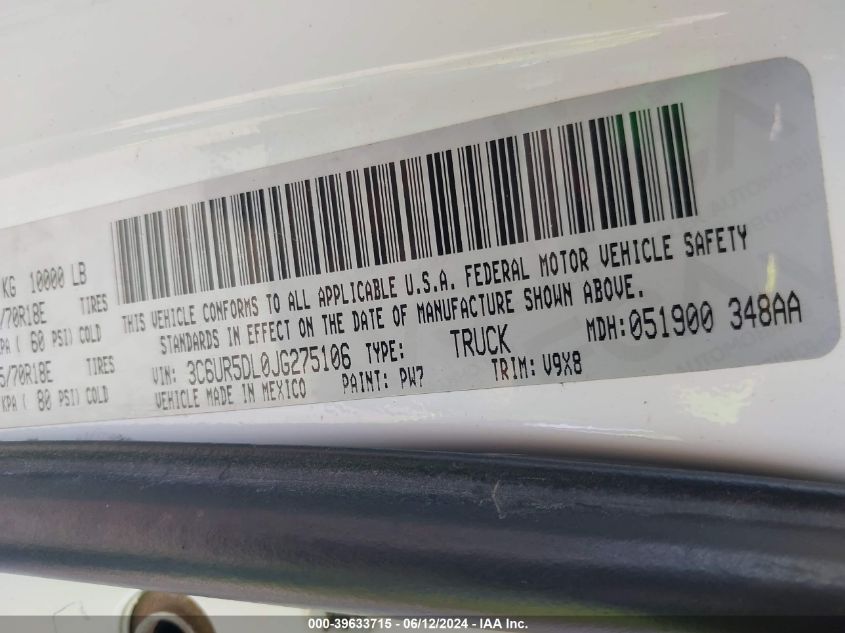 KG 10000 LB
/70R18E TIRES
KPA ( 60 PSI) COLD
5/70R18E TIRES
KPA ( 80 PSI) COLD
THIS VEHICLE CONFORMS TO ALL APPLICABLE U.S.A. FEDERAL MOTOR VEHICLE SAFETY
STANDARDS IN EFFECT ON THE DATE OF MANUFACTURE SHOWN ABOVE.
MDH:051900 348AA
VIN: 3C6UR5DL0JG275106 TYPE: TRUCK
VEHICLE MADE IN MEXICO PAINT: PW7 TRIM: V9X8
000-39633715 - 06/12/2024 - IAA Inc.